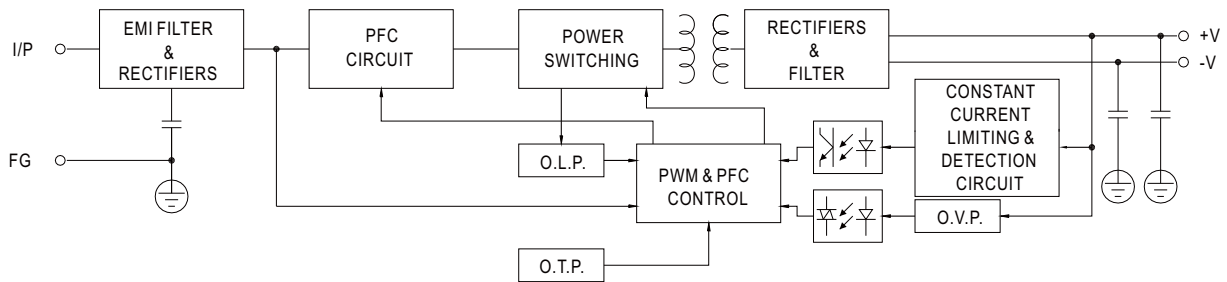 I/P
EMI FILTER
&
RECTIFIERS
PFC
CIRCUIT
POWER
SWITCHING
RECTIFIERS
&
FILTER
+V
-V
CONSTANT
CURRENT
LIMITING &
DETECTION
CIRCUIT
FG
O.L.P.
PWM & PFC
CONTROL
O.V.P.
O.T.P.